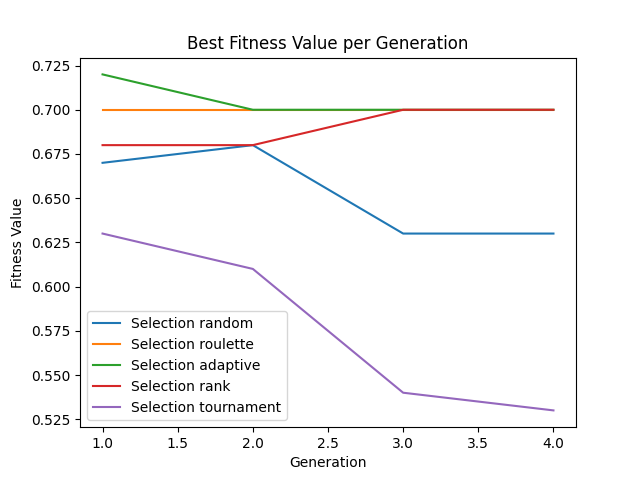 Best Fitness Value per Generation
0.725
0.700
0.675
0.650
0.625
0.600
0.575
0.550
0.525
Fitness Value
Selection random
Selection roulette
Selection adaptive
Selection rank
Selection tournament
1.0 1.5 2.0 2.5 3.0 3.5 4.0
Generation